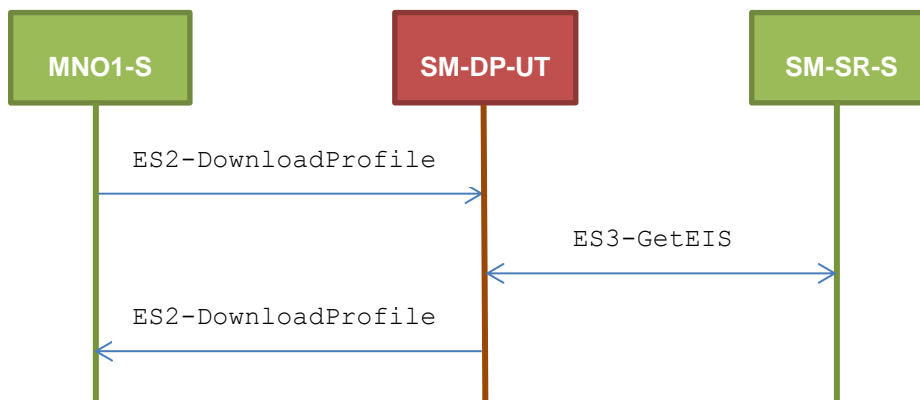 MNO1-S
SM-DP-UT
SM-SR-S
ES2-DownloadProfile
ES3-GetEIS
ES2-DownloadProfile